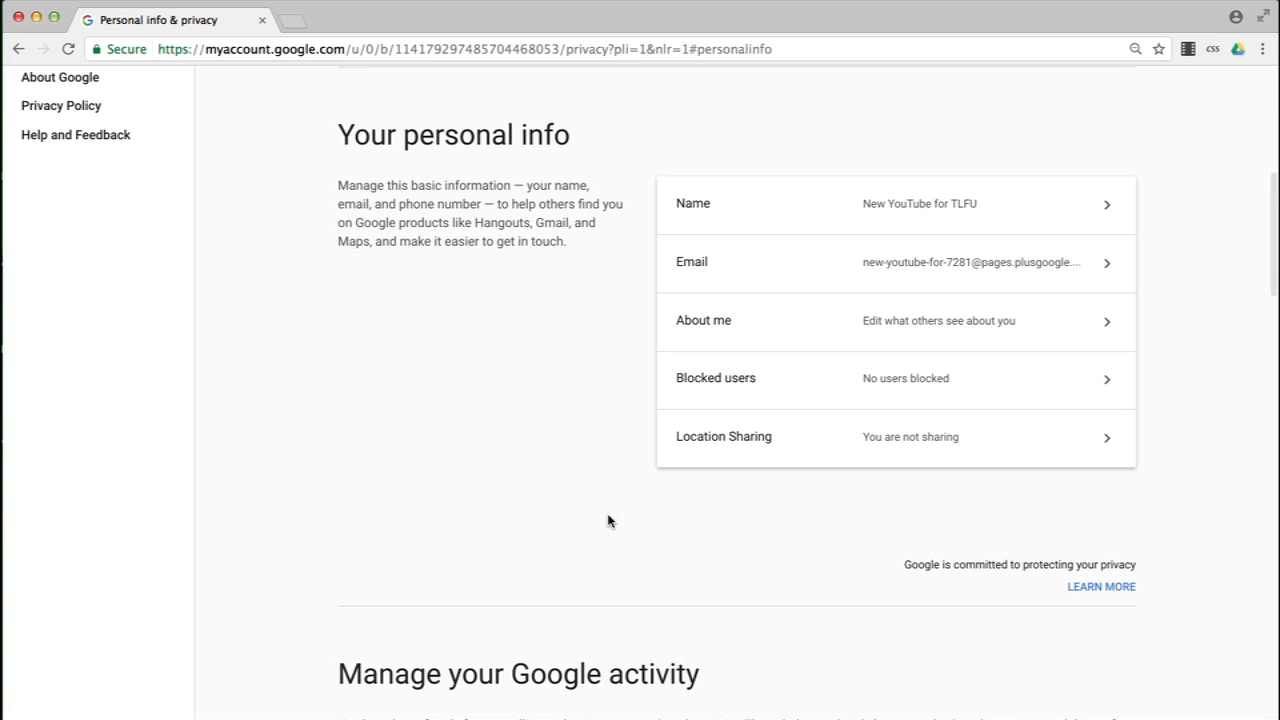 Personal info & privacy
Secure https://myaccount.google.com/u/0/b/114179297485704468053/privacy?pli=1&nlr=1#personalinfo
css
About Google
Privacy Policy
Help and Feedback
Your personal info
Manage this basic information — your name,
email, and phone number — to help others find you
on Google products like Hangouts, Gmail, and
Maps, and make it easier to get in touch.
Name New YouTube for TLFU
Email new-youtube-for-7281@pages.plusgoogle....
About me Edit what others see about you
Blocked users No users blocked
Location Sharing You are not sharing
Google is committed to protecting your privacy
LEARN MORE
Manage your Google activity